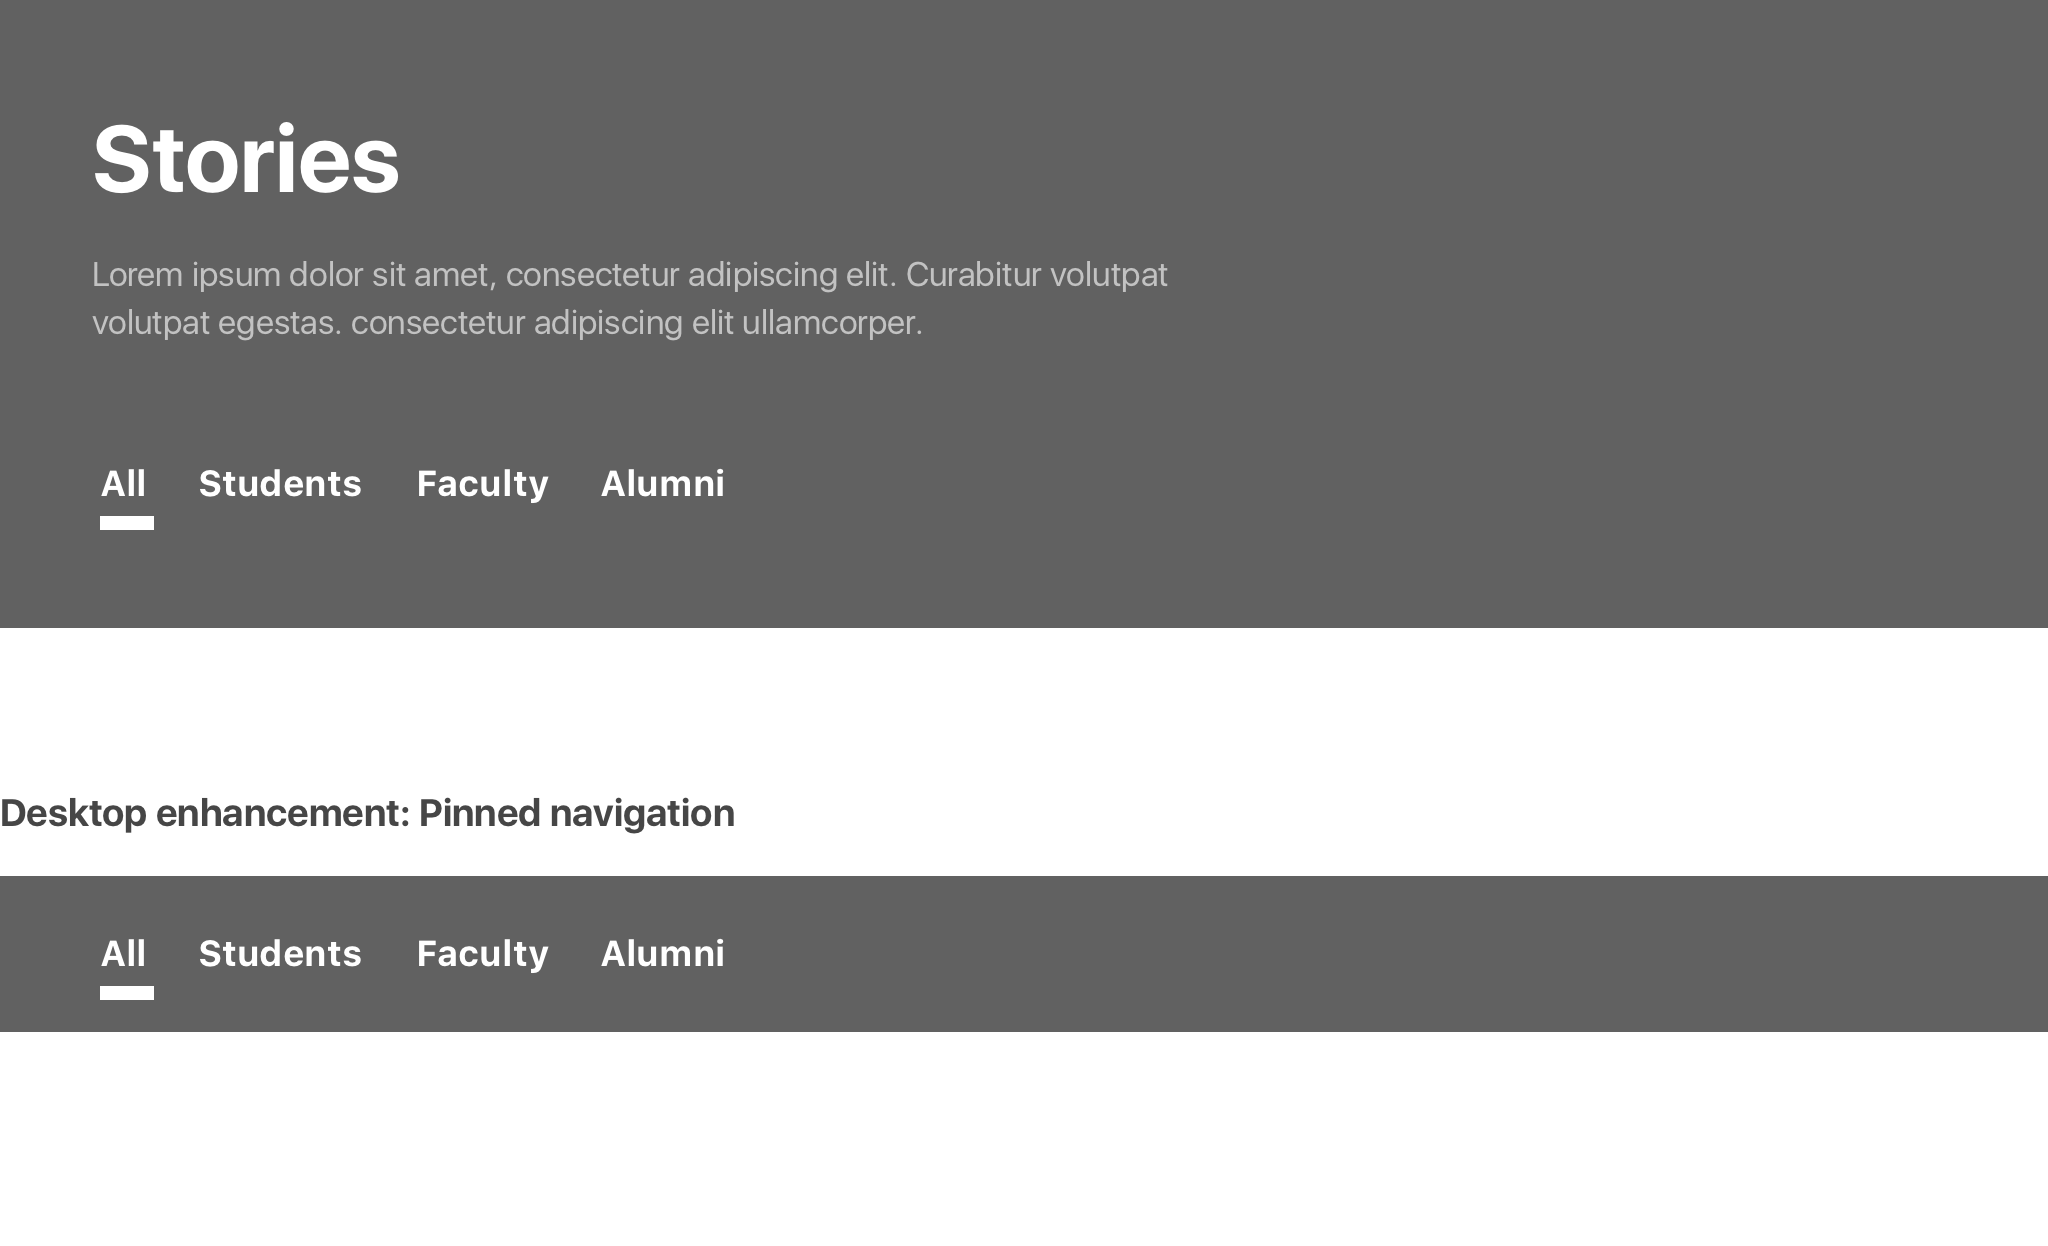 Stories
Lorem ipsum dolor sit amet, consectetur adipiscing elit. Curabitur volutpat
volutpat egestas. consectetur adipiscing elit ullamcorper.
All Students Faculty Alumni
Desktop enhancement: Pinned navigation
All Students Faculty Alumni